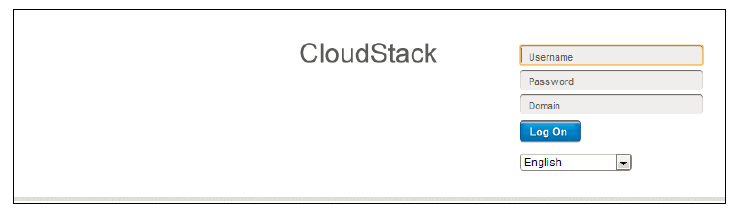 CloudStack
Username
Password
Domain
Log On
English